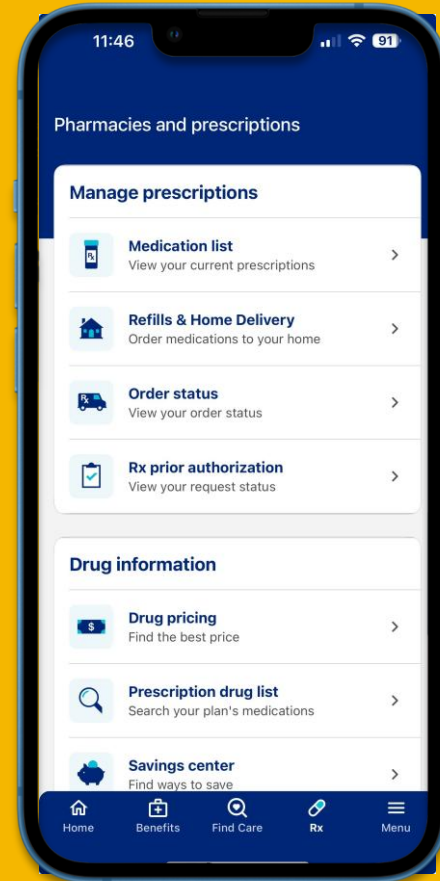 11:46
91
Pharmacies and prescriptions
Manage prescriptions
Medication list
View your current prescriptions
Refills & Home Delivery
Order medications to your home
Order status
View your order status
Rx prior authorization
View your request status
Drug information
Drug pricing
Find the best price
Prescription drug list
Search your plan's medications
Savings center
Find ways to save
Home
Benefits
Find Care
Rx
Menu